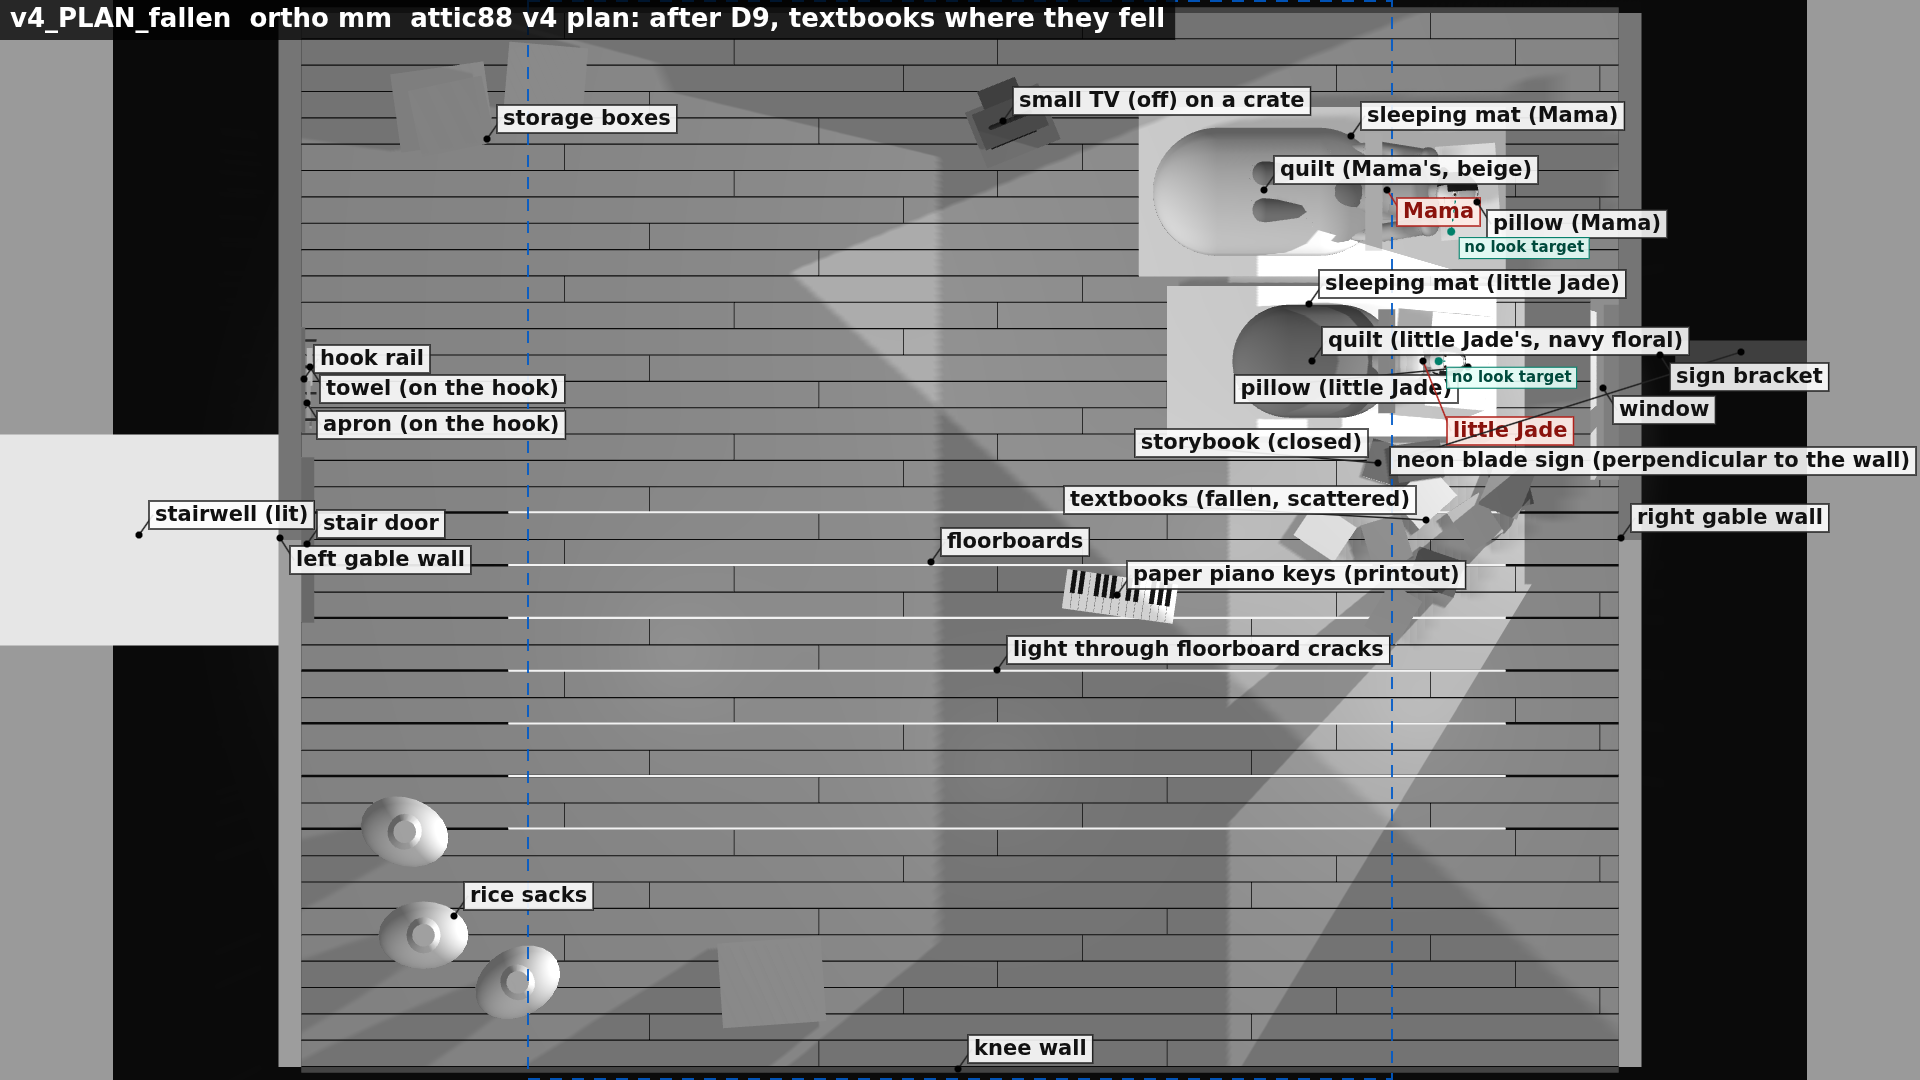 v4_PLAN_fallen ortho mm attic88 v4 plan: after D9, textbooks where they fell
small TV (off) on a crate
storage boxes
sleeping mat (Mama)
quilt (Mama's, beige)
Mama
pillow (Mama)
no look target
sleeping mat (little Jade)
quilt (little Jade's, navy floral)
hook rail
towel (on the hook)
pillow (little Jade)
no look target
sign bracket
window
apron (on the hook)
little Jade
storybook (closed)
neon blade sign (perpendicular to the wall)
textbooks (fallen, scattered)
stairwell (lit)
stair door
right gable wall
floorboards
left gable wall
paper piano keys (printout)
light through floorboard cracks
rice sacks
knee wall